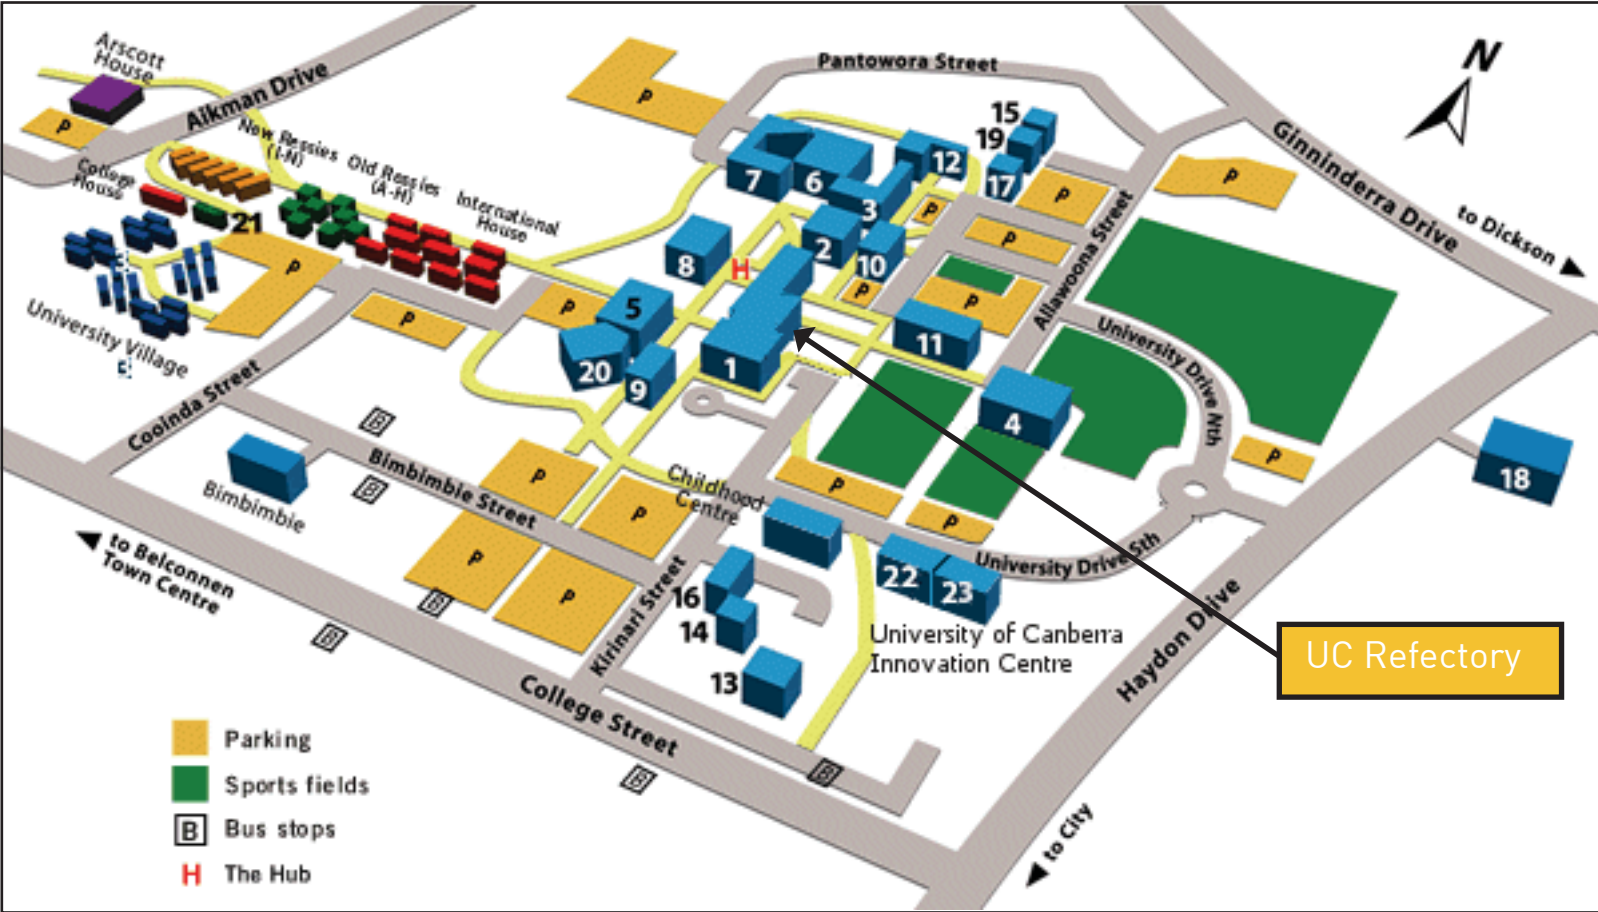 Arscott
House
P
Aikman Drive
New Ressies
(I-N)
Old Ressies
(A-H)
International
House
College
House
21
P
University Village
Cooinda Street
P
P
Pantowora Street
N
P
15
19
12
17
7
6
3
P
P
P
2
10
8
H
P
P
5
20
9
1
11
4
Allawoona Street
Ginninderra Drive
to Dickson
University Drive Nth
P
18
B
Bimbimbie Street
B
Bimbimbie
P
P
P
P
B
B
to Belconnen
Town Centre
Childhood
Centre
P
P
University Drive Sth
22
23
16
14
13
Kirinari Street
University of Canberra
Innovation Centre
Haydon Drive
UC Refectory
College Street
B
B
to City
Parking
Sports fields
B Bus stops
H The Hub